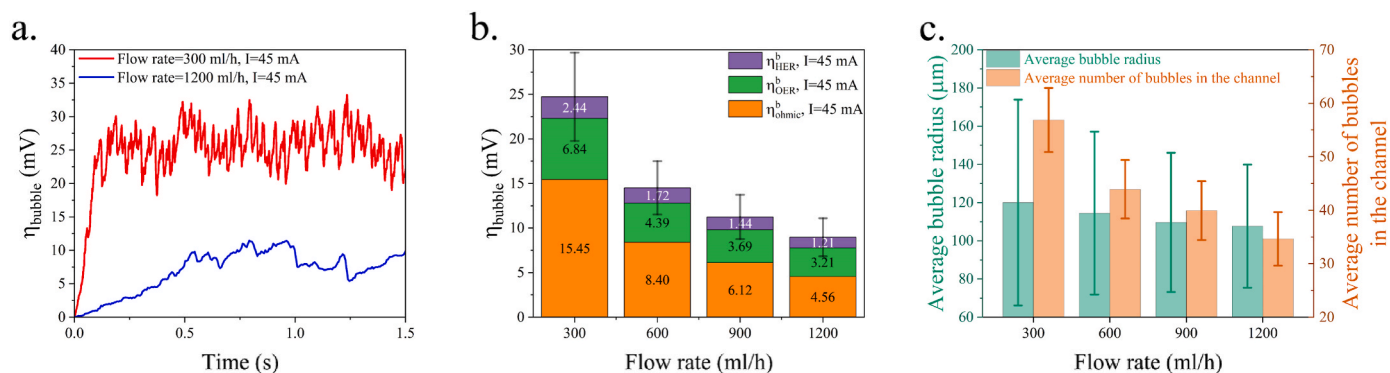 a.
40
35
30
25
20
15
10
5
0
η_bubble (mV)
Flow rate=300 ml/h, I=45 mA
Flow rate=1200 ml/h, I=45 mA
0.0 0.5 1.0 1.5
Time (s)
b.
30
25
20
15
10
5
0
η_bubble (mV)
η^b_HER, I=45 mA
η^b_OER, I=45 mA
η^b_ohmic, I=45 mA
2.44
6.84
15.45
1.72
4.39
8.40
1.44
3.69
6.12
1.21
3.21
4.56
300 600 900 1200
Flow rate (ml/h)
c.
200
180
160
140
120
100
80
60
Average bubble radius (μm)
Average bubble radius
Average number of bubbles in the channel
300 600 900 1200
Flow rate (ml/h)
70
60
50
40
30
20
Average number of bubbles
in the channel